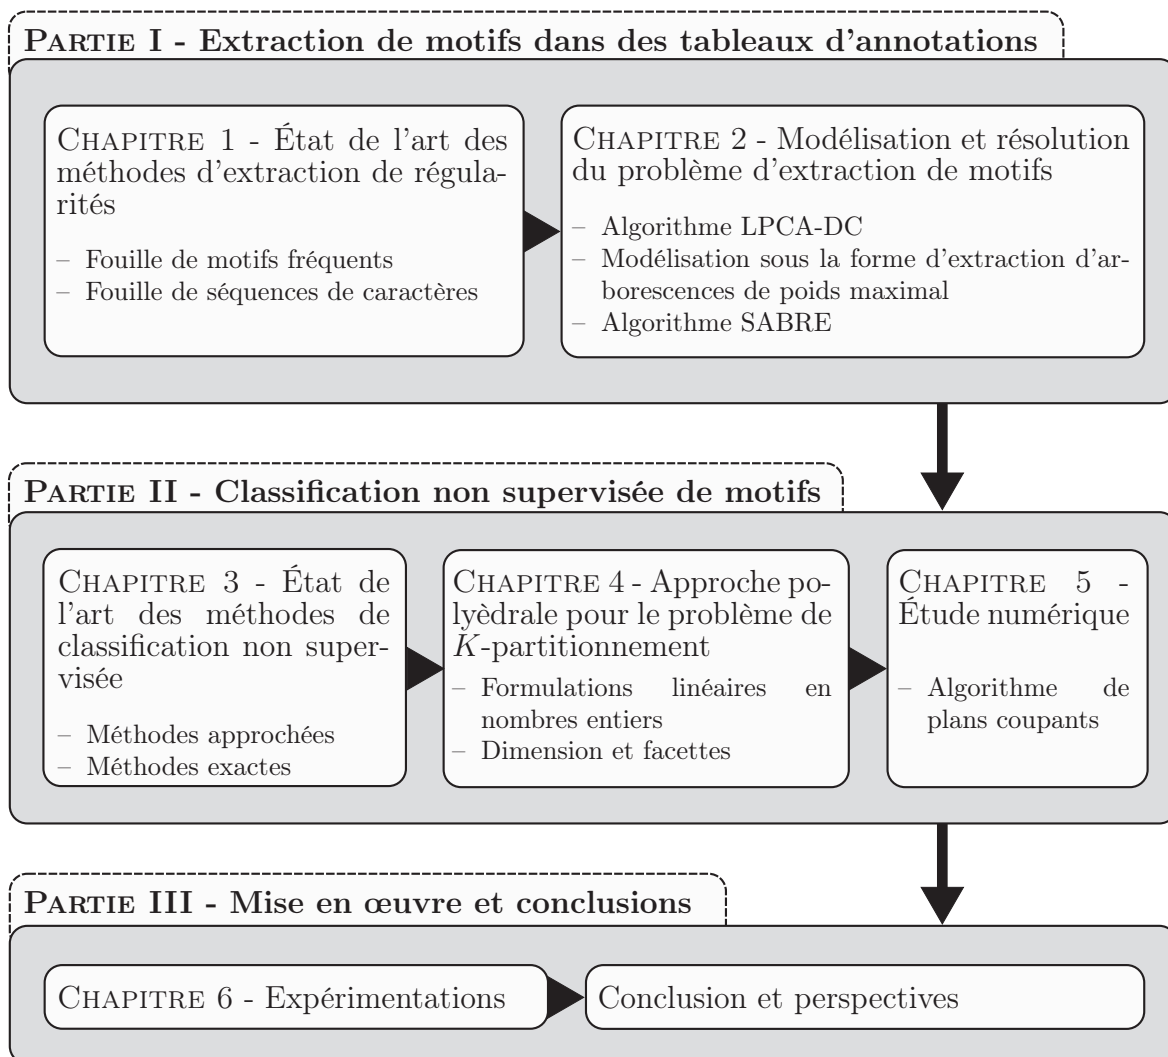 PARTIE I - Extraction de motifs dans des tableaux d'annotations
CHAPITRE 1 - État de l'art des
méthodes d'extraction de régula-
rités
– Fouille de motifs fréquents
– Fouille de séquences de caractères
CHAPITRE 2 - Modélisation et résolution
du problème d'extraction de motifs
– Algorithme LPCA-DC
– Modélisation sous la forme d'extraction d'ar-
borescences de poids maximal
– Algorithme SABRE
PARTIE II - Classification non supervisée de motifs
CHAPITRE 3 - État de
l'art des méthodes de
classification non super-
visée
– Méthodes approchées
– Méthodes exactes
CHAPITRE 4 - Approche po-
lyèdrale pour le problème de
K-partitionnement
– Formulations linéaires en
nombres entiers
– Dimension et facettes
CHAPITRE 5 -
Étude numérique
– Algorithme de
plans coupants
PARTIE III - Mise en œuvre et conclusions
CHAPITRE 6 - Expérimentations
Conclusion et perspectives